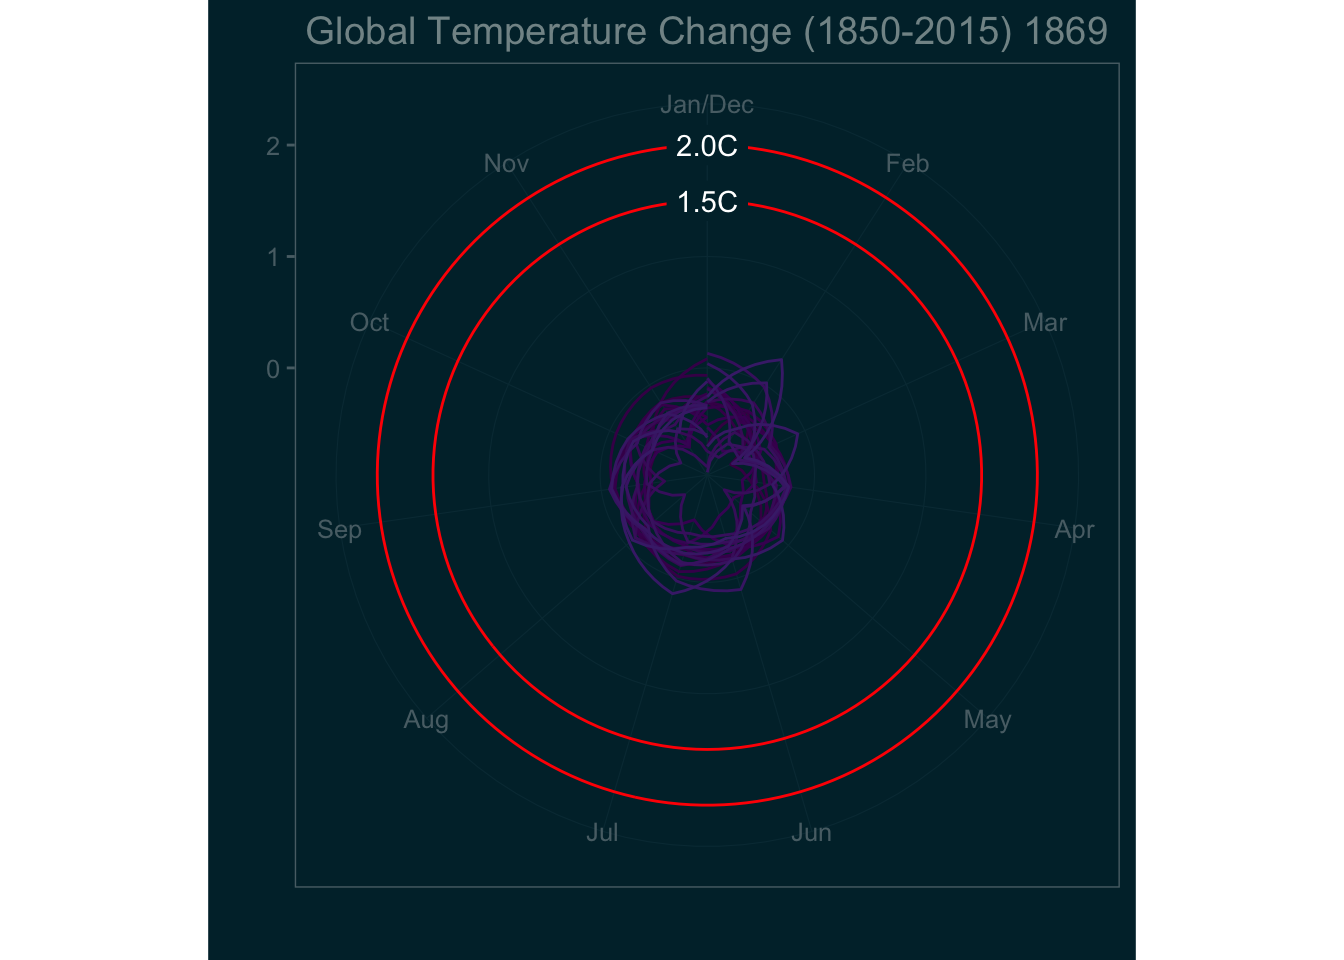 Global Temperature Change (1850-2015) 1869
Jan/Dec
2
2.0C
Nov
Feb
1.5C
1
Oct
Mar
0
Sep
Apr
Aug
May
Jul
Jun